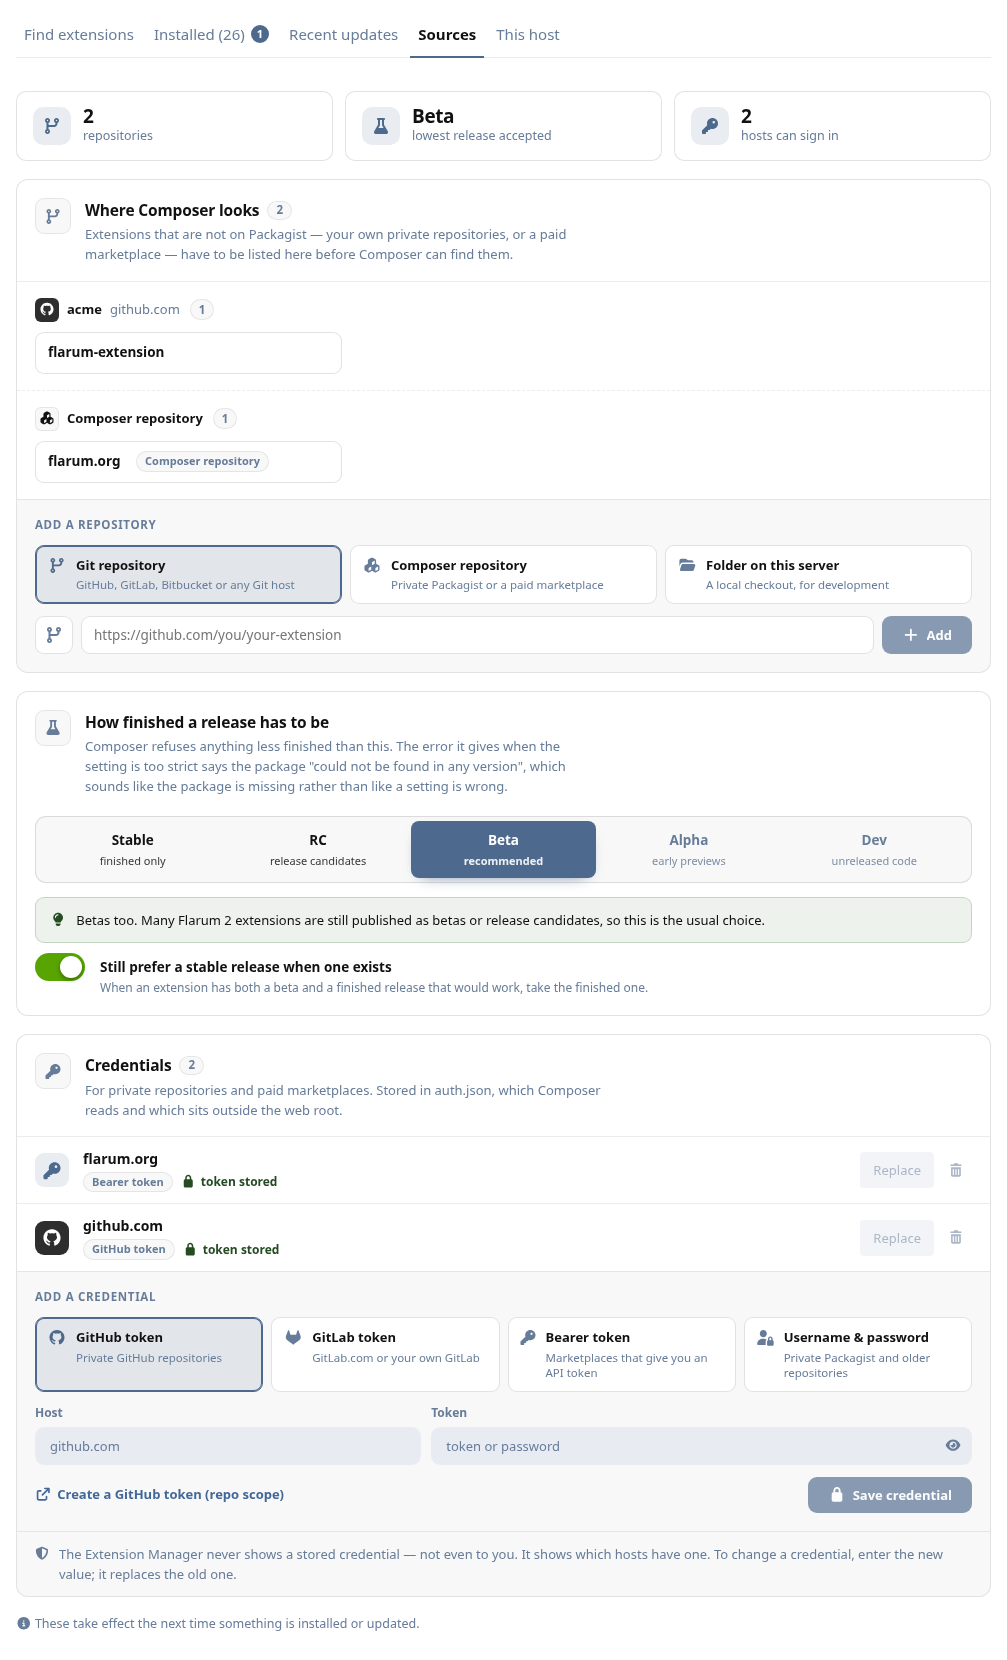 Find extensions
Installed (26) 1
Recent updates
Sources
This host
2
repositories
Beta
lowest release accepted
2
hosts can sign in
Where Composer looks 2
Extensions that are not on Packagist — your own private repositories, or a paid
marketplace — have to be listed here before Composer can find them.
acme github.com 1
flarum-extension
Composer repository 1
flarum.org Composer repository
ADD A REPOSITORY
Git repository
GitHub, GitLab, Bitbucket or any Git host
Composer repository
Private Packagist or a paid marketplace
Folder on this server
A local checkout, for development
https://github.com/you/your-extension
Add
How finished a release has to be
Composer refuses anything less finished than this. The error it gives when the
setting is too strict says the package "could not be found in any version", which
sounds like the package is missing rather than like a setting is wrong.
Stable
finished only
RC
release candidates
Beta
recommended
Alpha
early previews
Dev
unreleased code
Betas too. Many Flarum 2 extensions are still published as betas or release candidates, so this is the usual choice.
Still prefer a stable release when one exists
When an extension has both a beta and a finished release that would work, take the finished one.
Credentials 2
For private repositories and paid marketplaces. Stored in auth.json, which Composer
reads and which sits outside the web root.
flarum.org
Bearer token token stored
Replace
github.com
GitHub token token stored
Replace
ADD A CREDENTIAL
GitHub token
Private GitHub repositories
GitLab token
GitLab.com or your own GitLab
Bearer token
Marketplaces that give you an
API token
Username & password
Private Packagist and older
repositories
Host
github.com
Token
token or password
Create a GitHub token (repo scope)
Save credential
The Extension Manager never shows a stored credential — not even to you. It shows which hosts have one. To change a credential, enter the new
value; it replaces the old one.
These take effect the next time something is installed or updated.